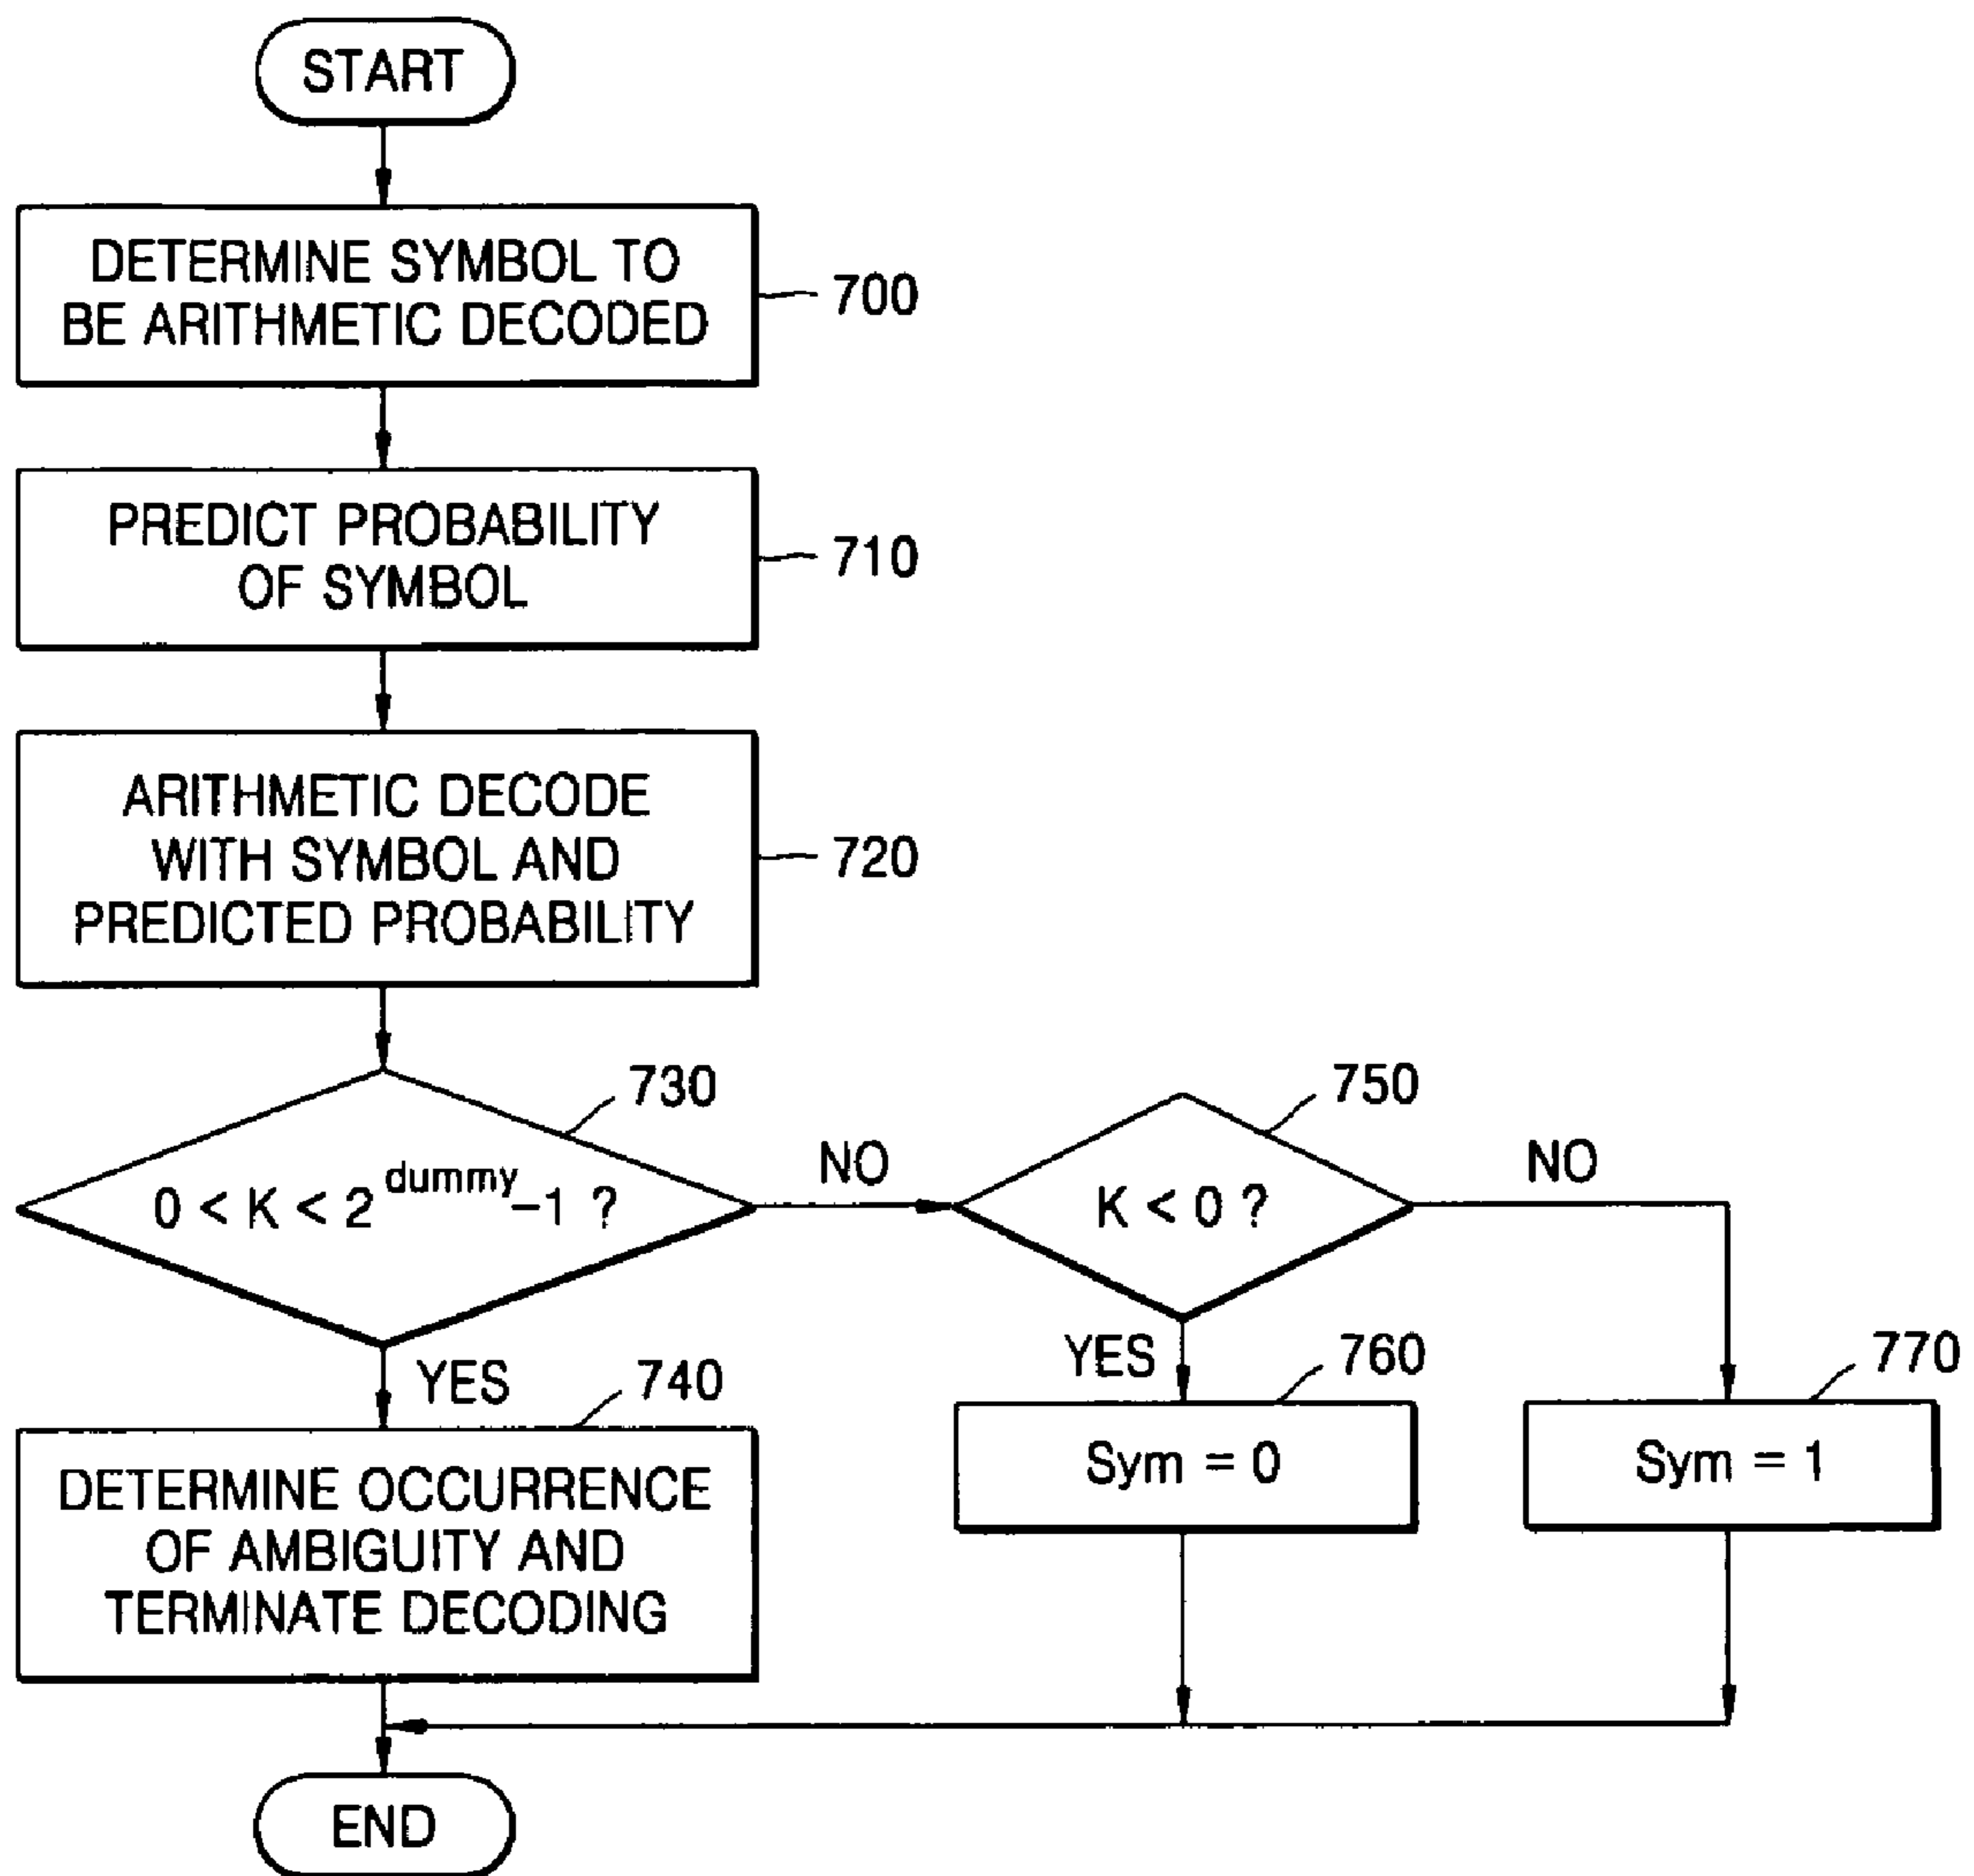 START
DETERMINE SYMBOL TO
BE ARITHMETIC DECODED
700
PREDICT PROBABILITY
OF SYMBOL
710
ARITHMETIC DECODE
WITH SYMBOL AND
PREDICTED PROBABILITY
720
730
0 < K < 2^dummy-1 ?
NO
750
K < 0 ?
NO
YES
740
DETERMINE OCCURRENCE
OF AMBIGUITY AND
TERMINATE DECODING
YES
760
Sym = 0
770
Sym = 1
END